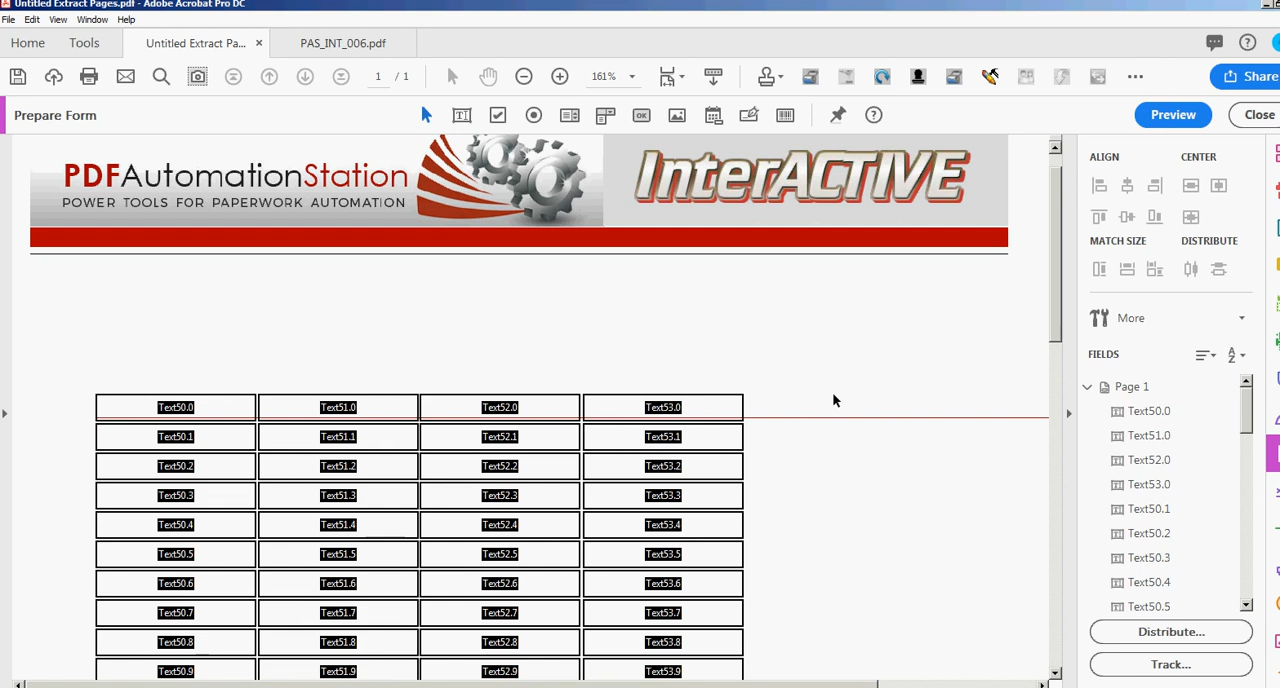 Untitled Extract Pages.pdf - Adobe Acrobat Pro DC
File Edit View Window Help
Home Tools Untitled Extract Pa... × PAS_INT_006.pdf
1 / 1 161% Share
Prepare Form OK Preview Close
PDFAutomationStation
POWER TOOLS FOR PAPERWORK AUTOMATION
InterACTIVE
Text50.0 Text51.0 Text52.0 Text53.0
Text50.1 Text51.1 Text52.1 Text53.1
Text50.2 Text51.2 Text52.2 Text53.2
Text50.3 Text51.3 Text52.3 Text53.3
Text50.4 Text51.4 Text52.4 Text53.4
Text50.5 Text51.5 Text52.5 Text53.5
Text50.6 Text51.6 Text52.6 Text53.6
Text50.7 Text51.7 Text52.7 Text53.7
Text50.8 Text51.8 Text52.8 Text53.8
Text50.9 Text51.9 Text52.9 Text53.9
ALIGN CENTER
MATCH SIZE DISTRIBUTE
More
FIELDS
Page 1
Text50.0
Text51.0
Text52.0
Text53.0
Text50.1
Text50.2
Text50.3
Text50.4
Text50.5
Distribute...
Track...